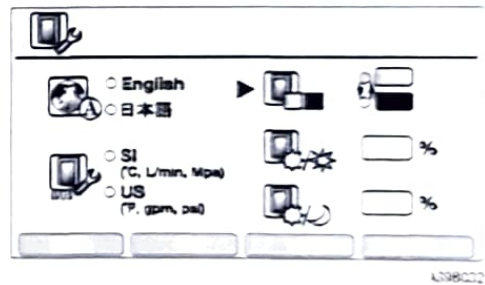 English
日本語
SI
(°C, L/min, Mpa)
US
(°F, gpm, psi)
%
%